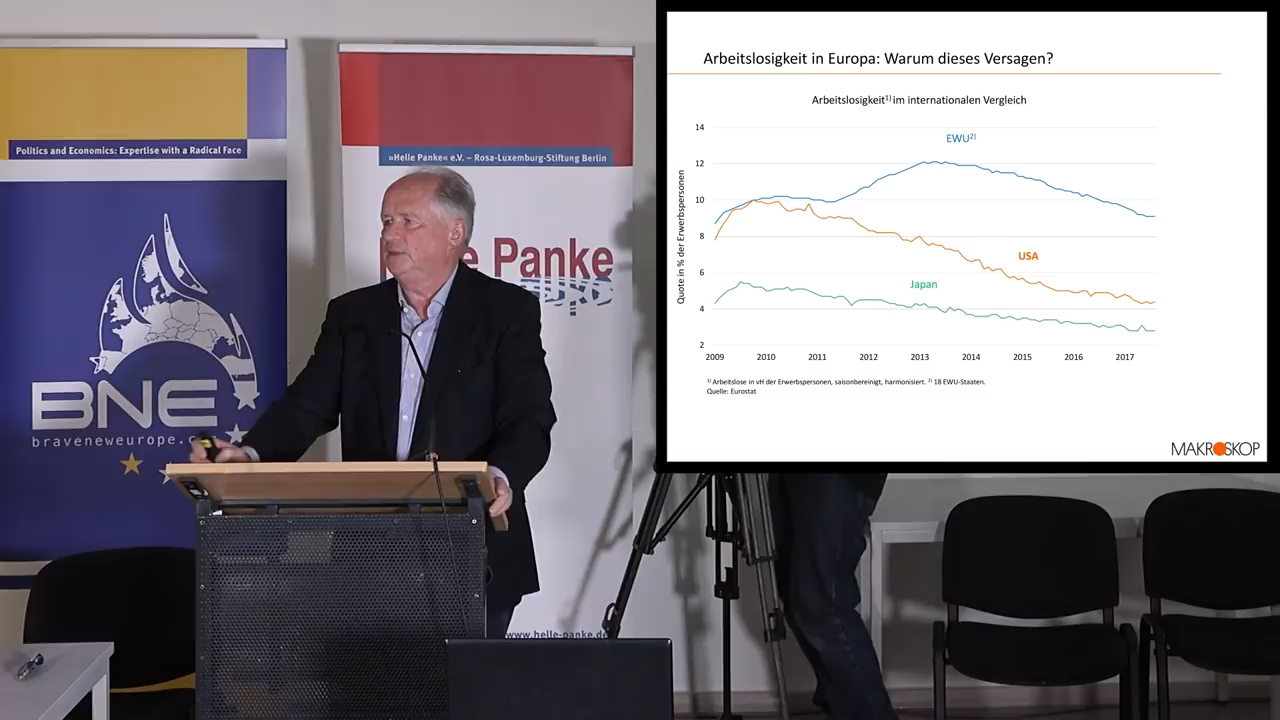 Politics and Economics: Expertise with a Radical Face
BNE
braveneweurope.c
»Helle Panke« e.V. – Rosa-Luxemburg-Stiftung Berlin
e Panke
www.helle-panke.de
Arbeitslosigkeit in Europa: Warum dieses Versagen?
Arbeitslosigkeit¹⁾ im internationalen Vergleich
Quote in % der Erwerbspersonen
14
12
10
8
6
4
2
EWU²⁾
USA
Japan
2009 2010 2011 2012 2013 2014 2015 2016 2017
¹⁾ Arbeitslose in vH der Erwerbspersonen, saisonbereinigt, harmonisiert. ²⁾ 18 EWU-Staaten.
Quelle: Eurostat
MAKROSKOP